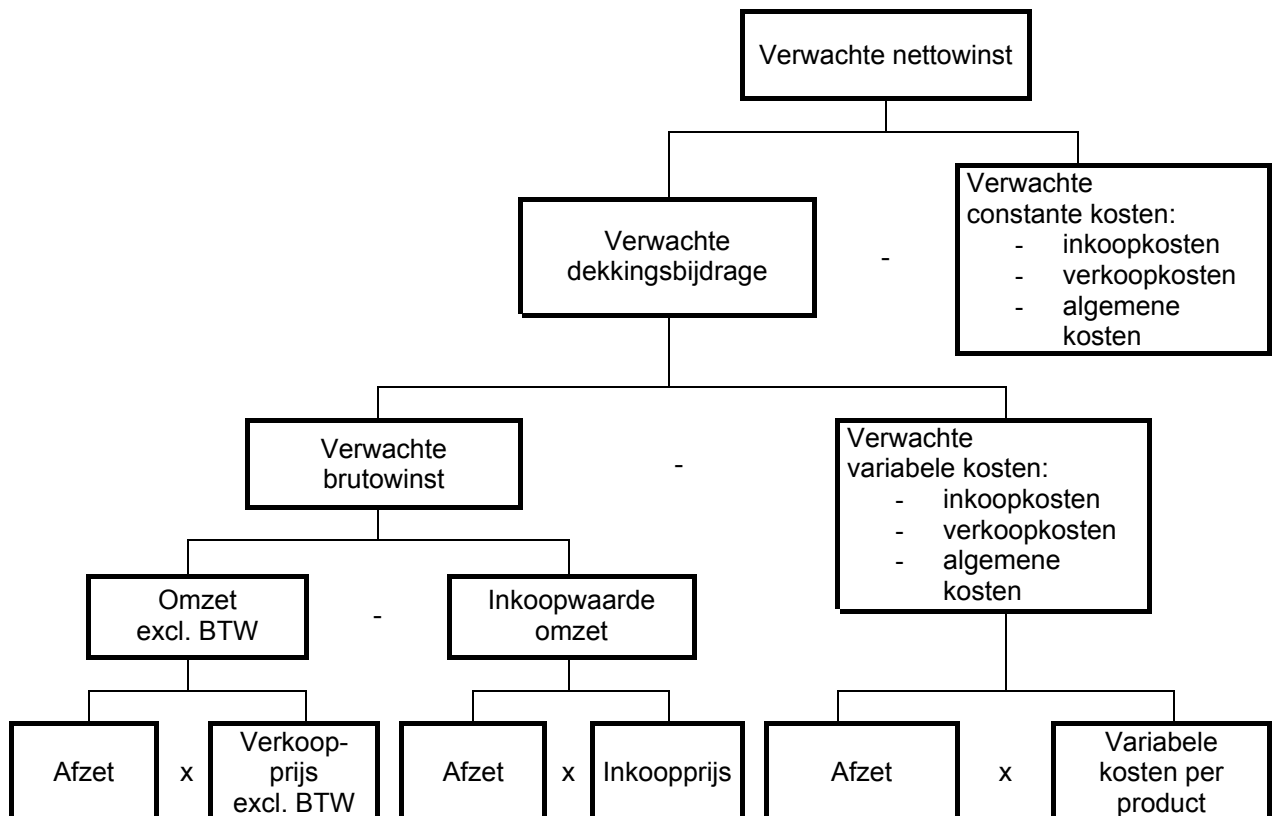 Verwachte nettowinst
Verwachte
dekkingsbijdrage
-
Verwachte
constante kosten:
- inkoopkosten
- verkoopkosten
- algemene
kosten
Verwachte
brutowinst
-
Verwachte
variabele kosten:
- inkoopkosten
- verkoopkosten
- algemene
kosten
Omzet
excl. BTW
-
Inkoopwaarde
omzet
Afzet
x
Verkoop-
prijs
excl. BTW
Afzet
x
Inkoopprijs
Afzet
x
Variabele
kosten per
product